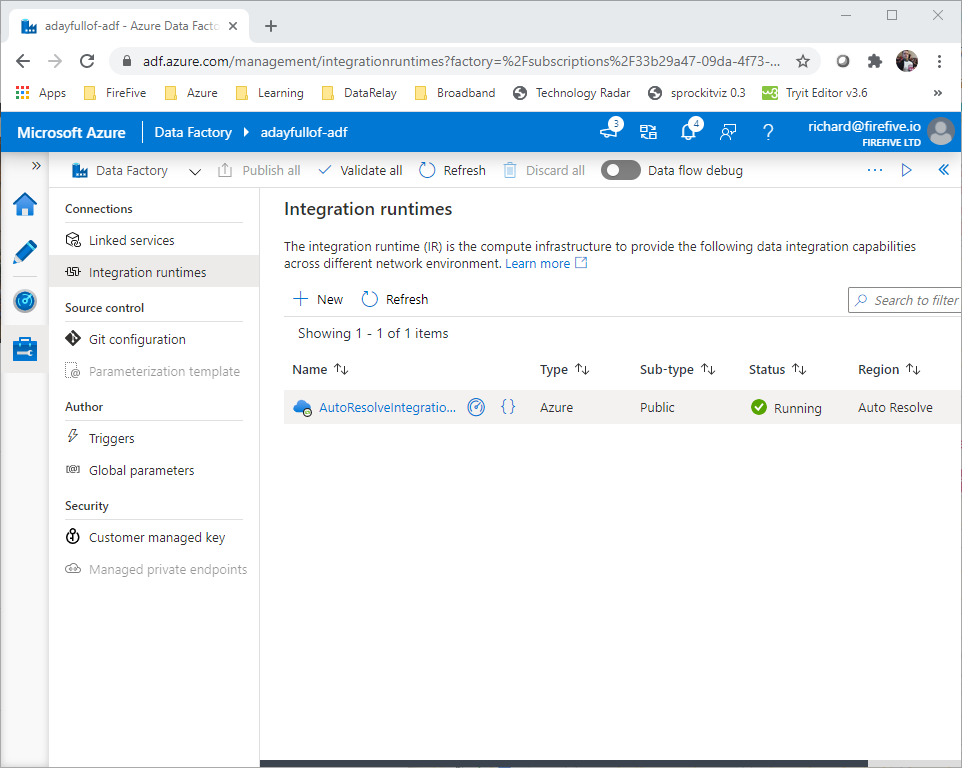 adayfullof-adf - Azure Data Facto
adf.azure.com/management/integrationruntimes?factory=%2Fsubscriptions%2F33b29a47-09da-4f73-...
Apps FireFive Azure Learning DataRelay Broadband Technology Radar sprockitviz 0.3 w3 Tryit Editor v3.6 »
Microsoft Azure Data Factory adayfullof-adf 3 4 ? richard@firefive.io
FIREFIVE LTD
» Data Factory Publish all Validate all Refresh Discard all Data flow debug ... «
Connections
Linked services
Integration runtimes
Source control
Git configuration
Parameterization template
Author
Triggers
Global parameters
Security
Customer managed key
Managed private endpoints
Integration runtimes
The integration runtime (IR) is the compute infrastructure to provide the following data integration capabilities
across different network environment. Learn more
New Refresh Search to filter
Showing 1 - 1 of 1 items
Name Type Sub-type Status Region
AutoResolveIntegratio... {} Azure Public Running Auto Resolve